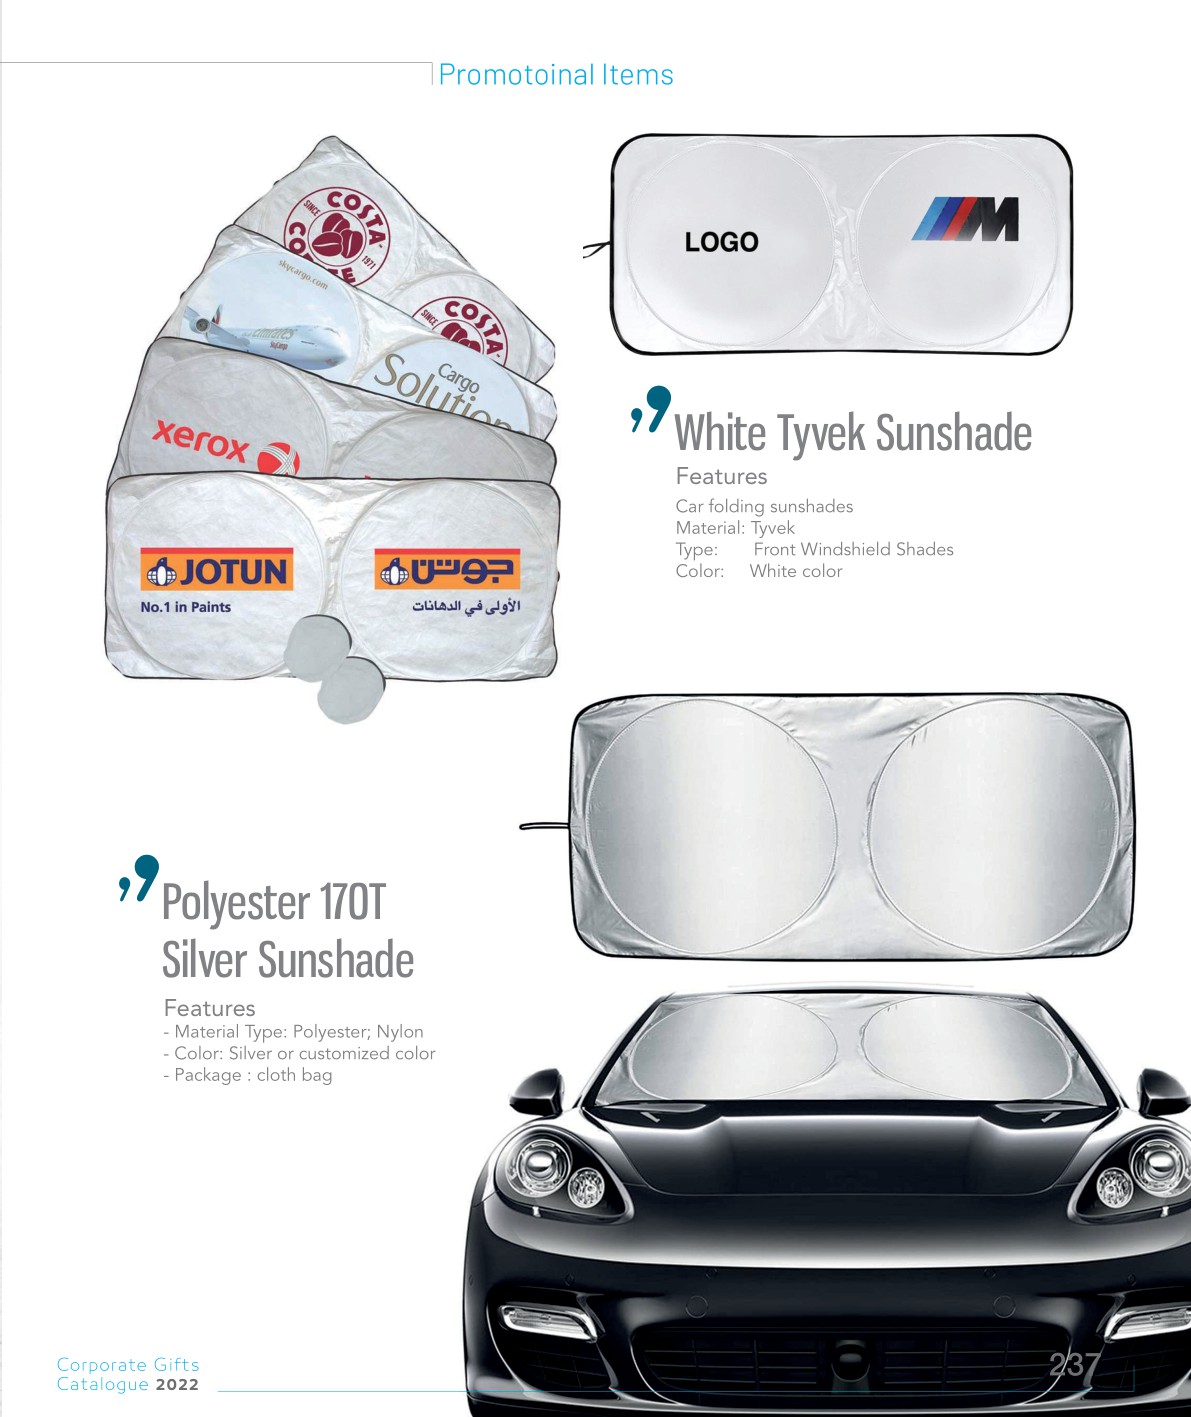 Promotoinal Items
COSTA
SINCE
1971
COSTA
SINCE
skycargo.com
Emirates
SkyCargo
Cargo
xerox
JOTUN
No.1 in Paints
جوتن
الأولى في الدهانات
LOGO
M
White Tyvek Sunshade
Features
Car folding sunshades
Material: Tyvek
Type: Front Windshield Shades
Color: White color
Polyester 170T
Silver Sunshade
Features
- Material Type: Polyester; Nylon
- Color: Silver or customized color
- Package : cloth bag
Corporate Gifts
Catalogue 2022
237